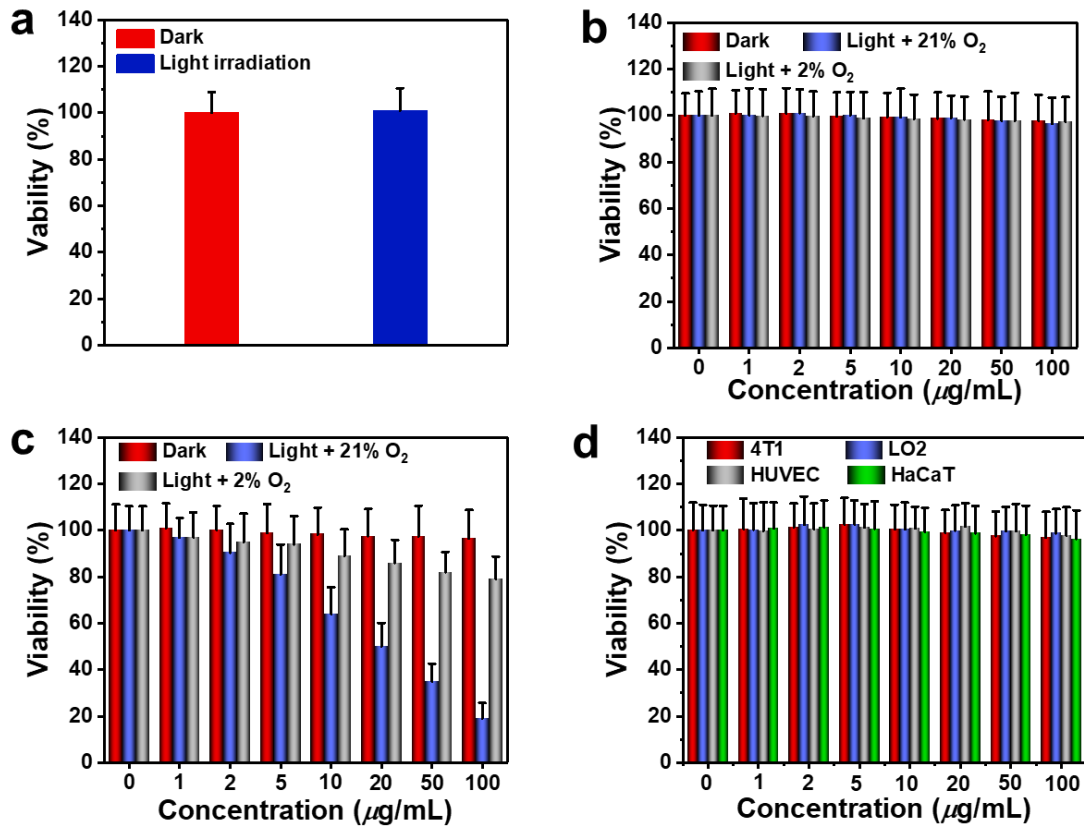 a
140
120
100
80
60
40
20
0
Vability (%)
Dark
Light irradiation
b
140
120
100
80
60
40
20
0
Viability (%)
Dark Light + 21% O₂
Light + 2% O₂
0 1 2 5 10 20 50 100
Concentration (μg/mL)
c
140
120
100
80
60
40
20
0
Viability (%)
Dark Light + 21% O₂
Light + 2% O₂
0 1 2 5 10 20 50 100
Concentration (μg/mL)
d
140
120
100
80
60
40
20
0
Viability (%)
4T1 LO2
HUVEC HaCaT
0 1 2 5 10 20 50 100
Concentration (μg/mL)